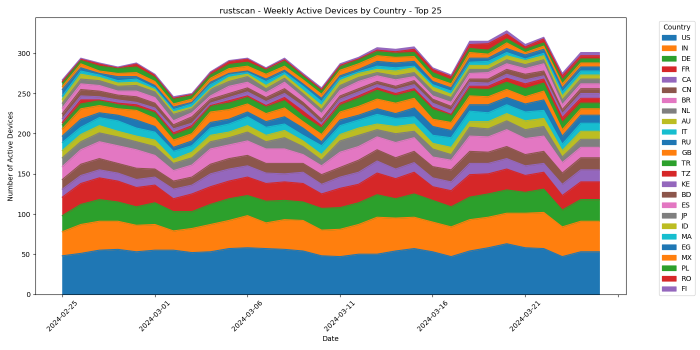 rustscan - Weekly Active Devices by Country - Top 25
Number of Active Devices
300
250
200
150
100
50
0
2024-02-25
2024-03-01
2024-03-06
2024-03-11
2024-03-16
2024-03-21
Date
Country
US
IN
DE
FR
CA
CN
BR
NL
AU
IT
RU
GB
TR
TZ
KE
BD
ES
JP
ID
MA
EG
MX
PL
RO
FI